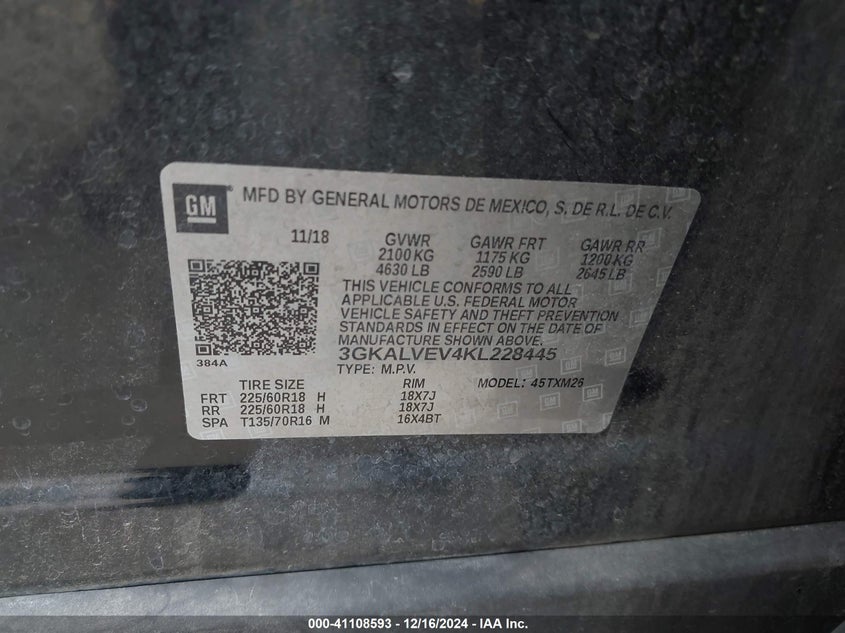 GM ® MFD BY GENERAL MOTORS DE MEXICO, S. DE R.L. DE C.V.
11/18 GVWR GAWR FRT GAWR RR
2100 KG 1175 KG 1200 KG
4630 LB 2590 LB 2645 LB
THIS VEHICLE CONFORMS TO ALL
APPLICABLE U.S. FEDERAL MOTOR
VEHICLE SAFETY AND THEFT PREVENTION
STANDARDS IN EFFECT ON THE DATE OF
MANUFACTURE SHOWN ABOVE.
384A
3GKALVEV4KL228445
TYPE: M.P.V. MODEL: 45TXM26
TIRE SIZE RIM
FRT 225/60R18 H 18X7J
RR 225/60R18 H 18X7J
SPA T135/70R16 M 16X4BT
000-41108593 - 12/16/2024 - IAA Inc.